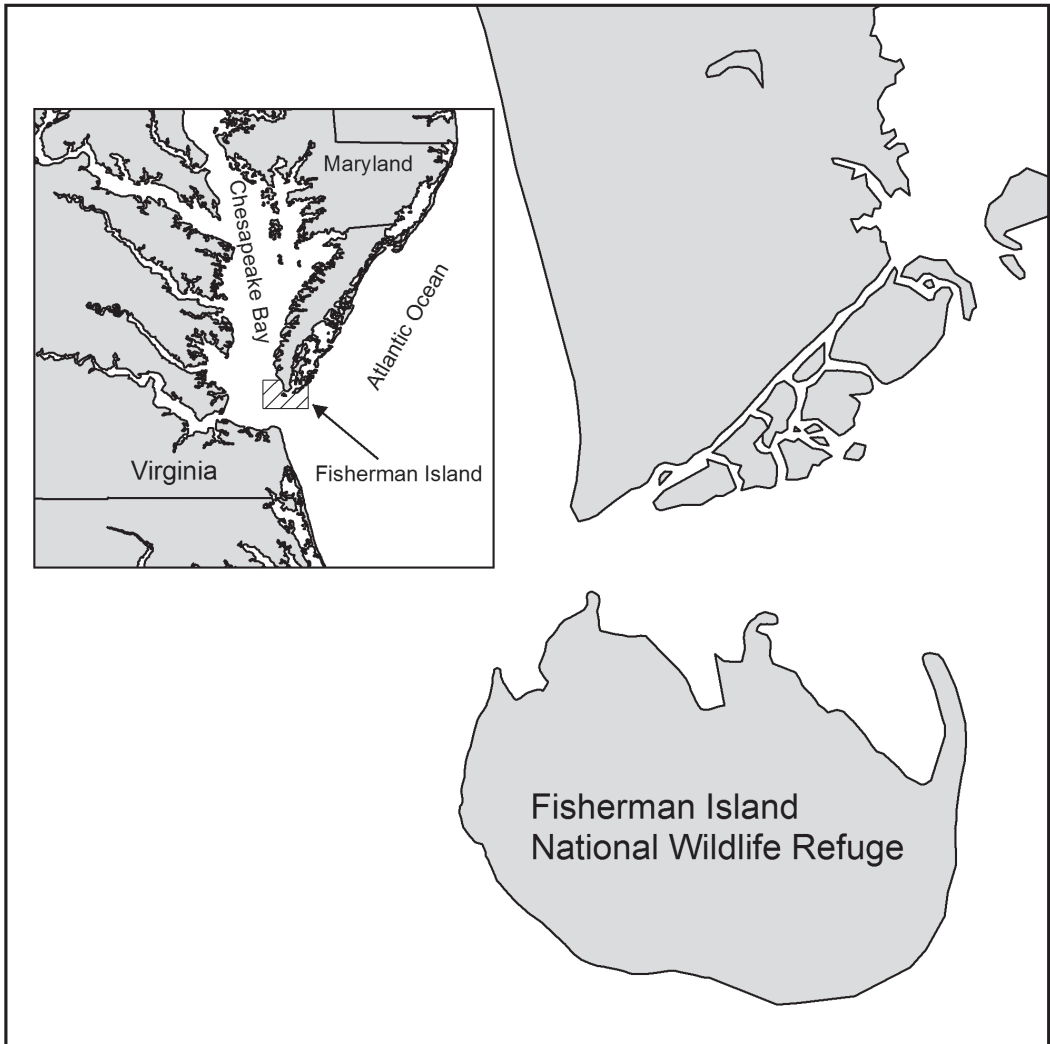 Maryland
Chesapeake Bay
Atlantic Ocean
Virginia
Fisherman Island
Fisherman Island
National Wildlife Refuge